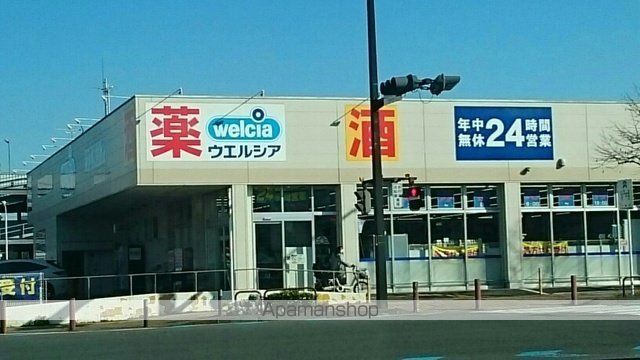 薬
welcia
ウエルシア
酒
年中
無休
24
時間
営業
受付
Apamanshop